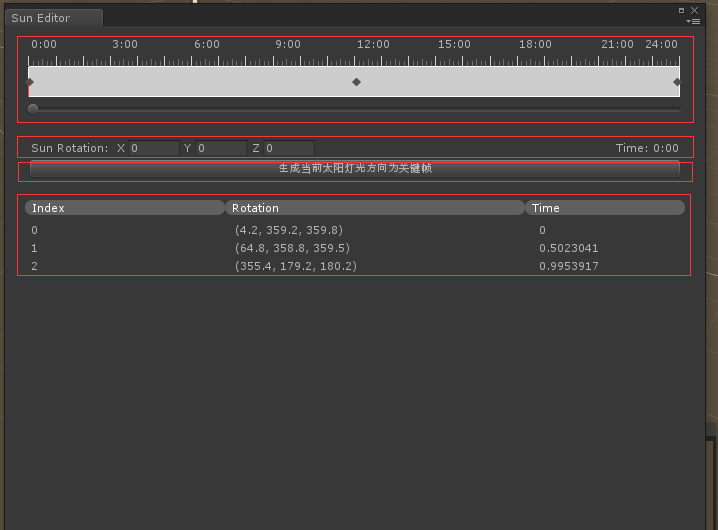 Sun Editor
0:00 3:00 6:00 9:00 12:00 15:00 18:00 21:00 24:00
Sun Rotation: X 0 Y 0 Z 0 Time: 0:00
生成当前太阳灯光方向为关键帧
Index Rotation Time
0 (4.2, 359.2, 359.8) 0
1 (64.8, 358.8, 359.5) 0.5023041
2 (355.4, 179.2, 180.2) 0.9953917